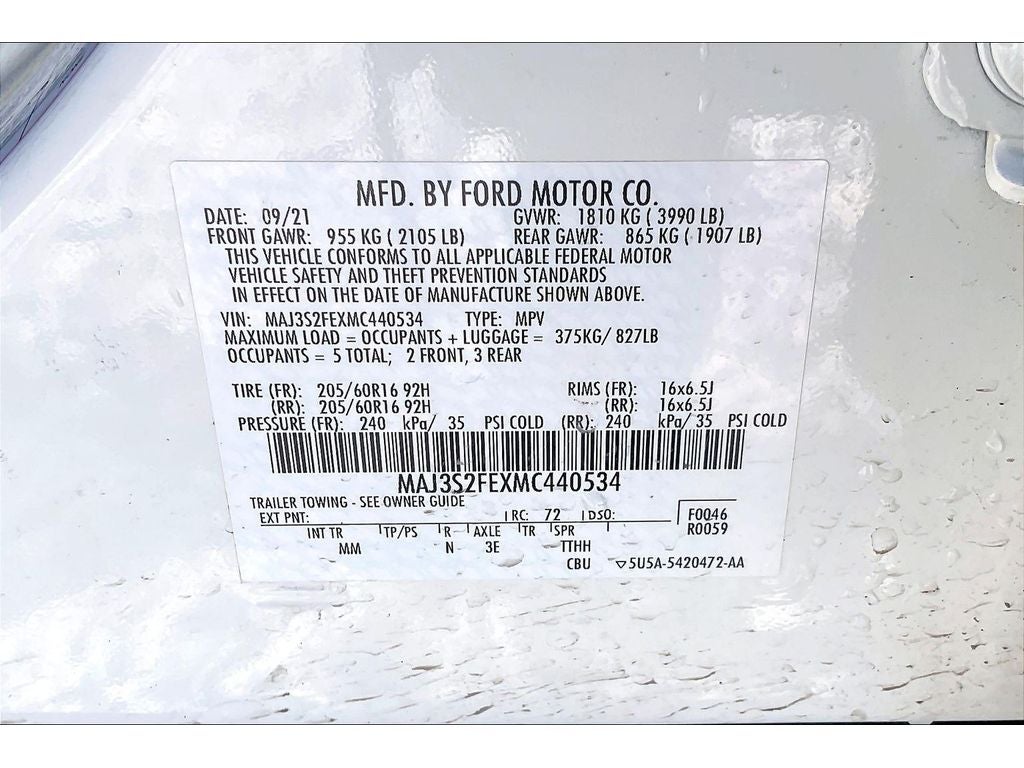 MFD. BY FORD MOTOR CO.
DATE: 09/21 GVWR: 1810 KG ( 3990 LB)
FRONT GAWR: 955 KG ( 2105 LB) REAR GAWR: 865 KG ( 1907 LB)
THIS VEHICLE CONFORMS TO ALL APPLICABLE FEDERAL MOTOR
VEHICLE SAFETY AND THEFT PREVENTION STANDARDS
IN EFFECT ON THE DATE OF MANUFACTURE SHOWN ABOVE.
VIN: MAJ3S2FEXMC440534 TYPE: MPV
MAXIMUM LOAD = OCCUPANTS + LUGGAGE = 375KG/ 827LB
OCCUPANTS = 5 TOTAL; 2 FRONT, 3 REAR
TIRE (FR): 205/60R16 92H RIMS (FR): 16x6.5J
(RR): 205/60R16 92H (RR): 16x6.5J
PRESSURE (FR): 240 kPa/ 35 PSI COLD (RR): 240 kPa/ 35 PSI COLD
MAJ3S2FEXMC440534
TRAILER TOWING - SEE OWNER GUIDE
EXT PNT: RC: 72 DSO: F0046
INT TR TP/PS R AXLE TR SPR R0059
MM N 3E TTHH
CBU ▽5U5A-5420472-AA